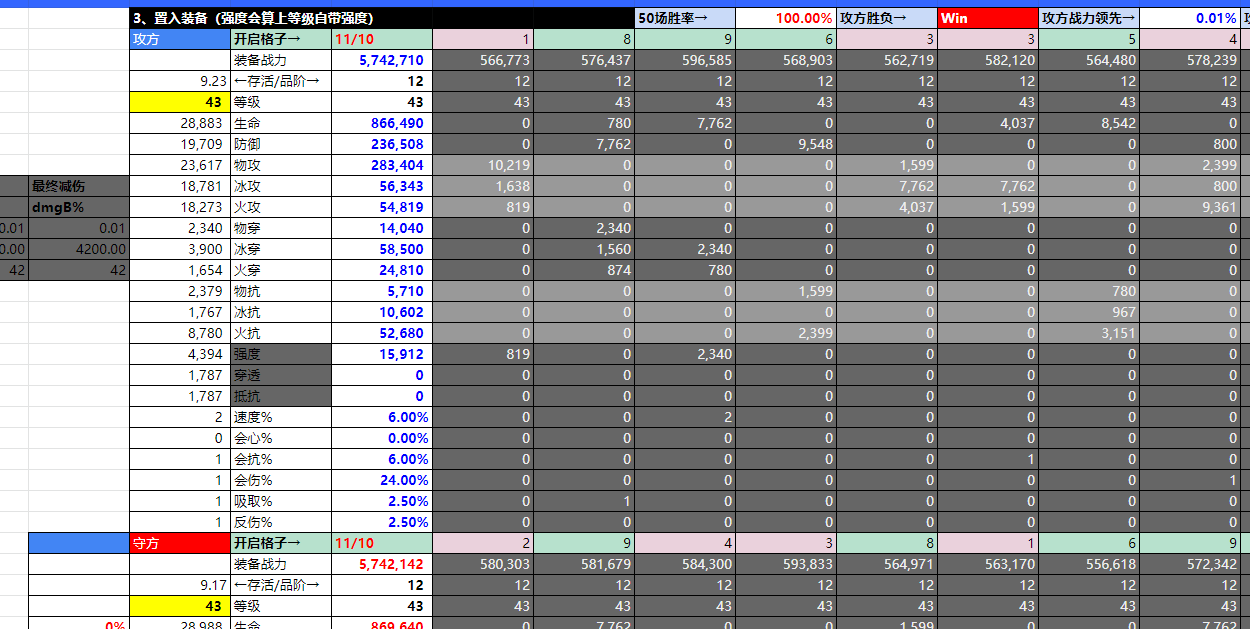 3、置入装备（强度会算上等级自带强度） 50场胜率→ 100.00% 攻方胜负→ Win 攻方战力领先→ 0.01%
攻方 开启格子→ 11/10 1 8 9 6 3 3 5 4
装备战力 5,742,710 566,773 576,437 596,585 568,903 562,719 582,120 564,480 578,239
9.23 ←存活/品阶→ 12 12 12 12 12 12 12 12 12
43 等级 43 43 43 43 43 43 43 43 43
28,883 生命 866,490 0 780 7,762 0 0 4,037 8,542 0
19,709 防御 236,508 0 7,762 0 9,548 0 0 0 800
23,617 物攻 283,404 10,219 0 0 0 1,599 0 0 2,399
最终减伤 18,781 冰攻 56,343 1,638 0 0 0 7,762 7,762 0 800
dmgB% 18,273 火攻 54,819 819 0 0 0 4,037 1,599 0 9,361
0.01 0.01 2,340 物穿 14,040 0 2,340 0 0 0 0 0 0
0.00 4200.00 3,900 冰穿 58,500 0 1,560 2,340 0 0 0 0 0
42 42 1,654 火穿 24,810 0 874 780 0 0 0 0 0
2,379 物抗 5,710 0 0 0 1,599 0 0 780 0
1,767 冰抗 10,602 0 0 0 0 0 0 967 0
8,780 火抗 52,680 0 0 0 2,399 0 0 3,151 0
4,394 强度 15,912 819 0 2,340 0 0 0 0 0
1,787 穿透 0 0 0 0 0 0 0 0 0
1,787 抵抗 0 0 0 0 0 0 0 0 0
2 速度% 6.00% 0 0 2 0 0 0 0 0
0 会心% 0.00% 0 0 0 0 0 0 0 0
1 会抗% 6.00% 0 0 0 0 0 1 0 0
1 会伤% 24.00% 0 0 0 0 0 0 0 1
1 吸取% 2.50% 0 1 0 0 0 0 0 0
1 反伤% 2.50% 0 0 0 0 0 0 0 0
守方 开启格子→ 11/10 2 9 4 3 8 1 6 9
装备战力 5,742,142 580,303 581,679 584,300 593,833 564,971 563,170 556,618 572,342
9.17 ←存活/品阶→ 12 12 12 12 12 12 12 12 12
43 等级 43 43 43 43 43 43 43 43 43
0% 28,988 生命 869,640 0 7,762 0 0 1,599 0 0 7,762